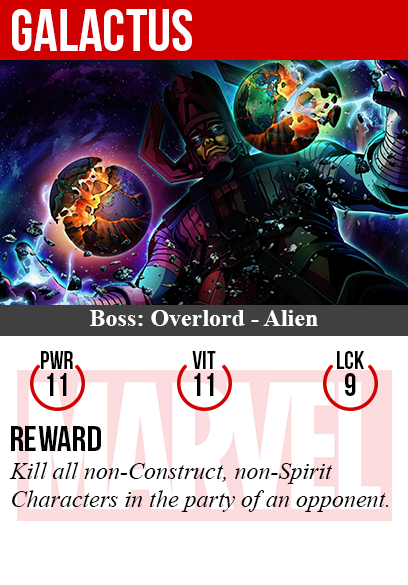 GALACTUS
Boss: Overlord - Alien
PWR VIT LCK
11 11 9
MARVEL
REWARD
Kill all non-Construct, non-Spirit
Characters in the party of an opponent.